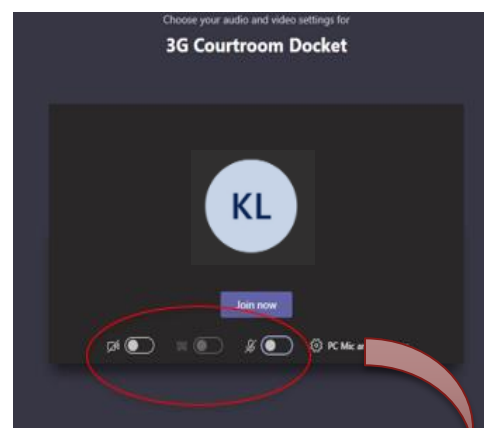 Choose your audio and video settings for
3G Courtroom Docket
KL
Join now
PC Mic